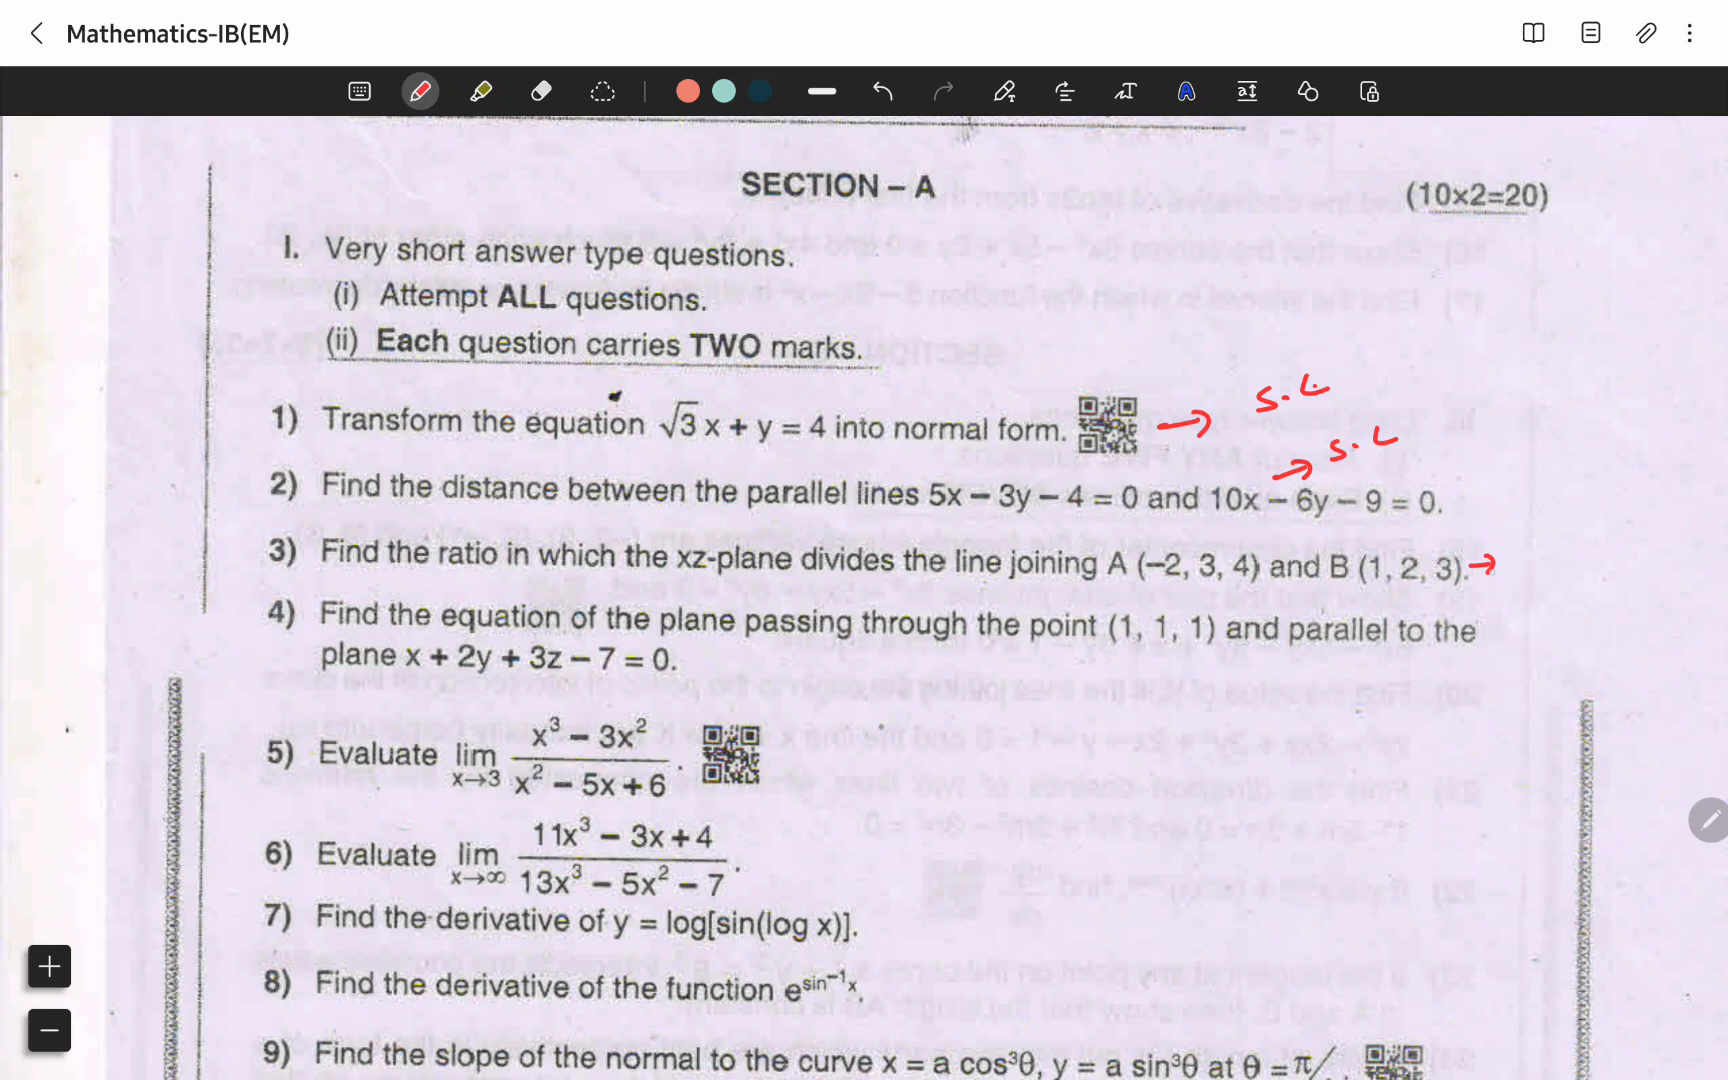 Mathematics-IB(EM)
SECTION – A
(10×2=20)
I. Very short answer type questions.
(i) Attempt ALL questions.
(ii) Each question carries TWO marks.
1) Transform the equation √3 x + y = 4 into normal form. → S.L
2) Find the distance between the parallel lines 5x – 3y – 4 = 0 and 10x – 6y – 9 = 0. → S.L
3) Find the ratio in which the xz-plane divides the line joining A (–2, 3, 4) and B (1, 2, 3). →
4) Find the equation of the plane passing through the point (1, 1, 1) and parallel to the
plane x + 2y + 3z – 7 = 0.
5) Evaluate lim x→3 (x³ – 3x²)/(x² – 5x + 6).
6) Evaluate lim x→∞ (11x³ – 3x + 4)/(13x³ – 5x² – 7).
7) Find the derivative of y = log[sin(log x)].
8) Find the derivative of the function e^sin⁻¹x.
9) Find the slope of the normal to the curve x = a cos³θ, y = a sin³θ at θ = π/